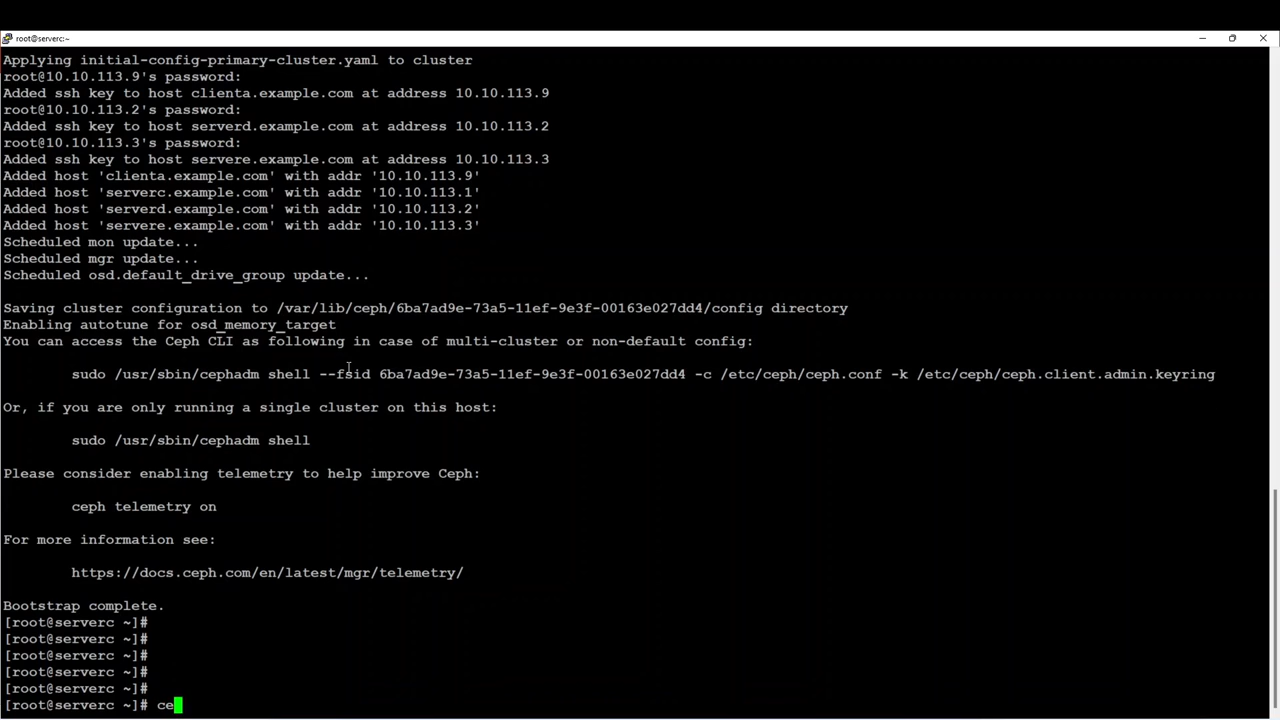 root@serverc:~
Applying initial-config-primary-cluster.yaml to cluster
root@10.10.113.9's password:
Added ssh key to host clienta.example.com at address 10.10.113.9
root@10.10.113.2's password:
Added ssh key to host serverd.example.com at address 10.10.113.2
root@10.10.113.3's password:
Added ssh key to host servere.example.com at address 10.10.113.3
Added host 'clienta.example.com' with addr '10.10.113.9'
Added host 'serverc.example.com' with addr '10.10.113.1'
Added host 'serverd.example.com' with addr '10.10.113.2'
Added host 'servere.example.com' with addr '10.10.113.3'
Scheduled mon update...
Scheduled mgr update...
Scheduled osd.default_drive_group update...
Saving cluster configuration to /var/lib/ceph/6ba7ad9e-73a5-11ef-9e3f-00163e027dd4/config directory
Enabling autotune for osd_memory_target
You can access the Ceph CLI as following in case of multi-cluster or non-default config:
sudo /usr/sbin/cephadm shell --fsid 6ba7ad9e-73a5-11ef-9e3f-00163e027dd4 -c /etc/ceph/ceph.conf -k /etc/ceph/ceph.client.admin.keyring
Or, if you are only running a single cluster on this host:
sudo /usr/sbin/cephadm shell
Please consider enabling telemetry to help improve Ceph:
ceph telemetry on
For more information see:
https://docs.ceph.com/en/latest/mgr/telemetry/
Bootstrap complete.
[root@serverc ~]#
[root@serverc ~]#
[root@serverc ~]#
[root@serverc ~]#
[root@serverc ~]#
[root@serverc ~]# ce